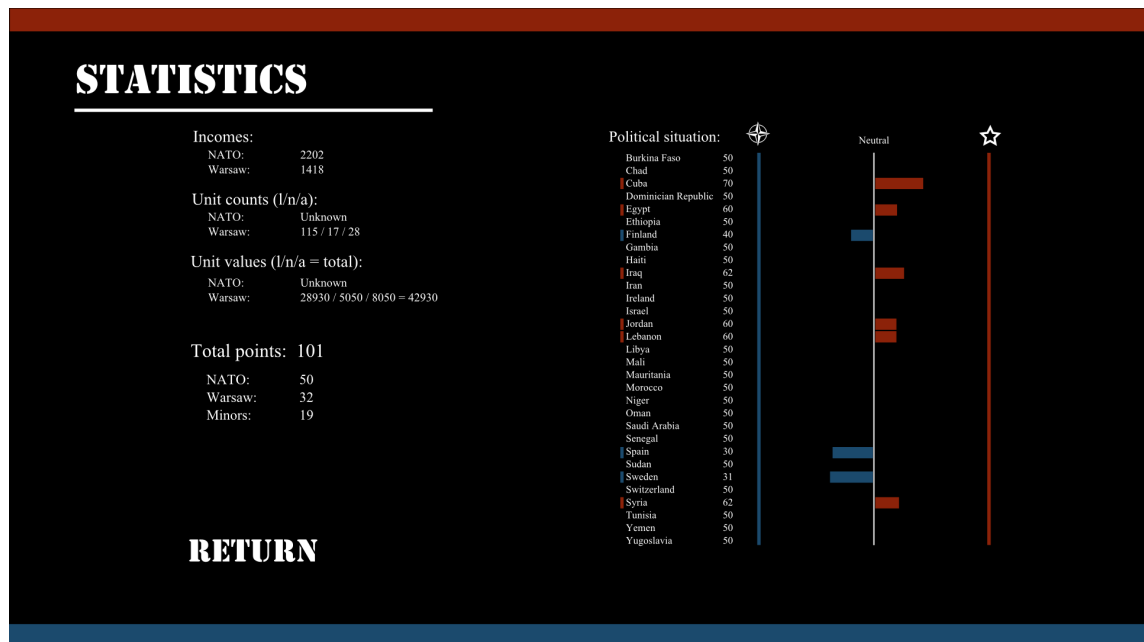 STATISTICS
Incomes:
NATO: 2202
Warsaw: 1418
Unit counts (l/n/a):
NATO: Unknown
Warsaw: 115 / 17 / 28
Unit values (l/n/a = total):
NATO: Unknown
Warsaw: 28930 / 5050 / 8050 = 42930
Total points: 101
NATO: 50
Warsaw: 32
Minors: 19
RETURN
Political situation:
Neutral
Burkina Faso 50
Chad 50
Cuba 70
Dominician Republic 50
Egypt 60
Ethiopia 50
Finland 40
Gambia 50
Haiti 50
Iraq 62
Iran 50
Ireland 50
Israel 50
Jordan 60
Lebanon 60
Libya 50
Mali 50
Mauritania 50
Morocco 50
Niger 50
Oman 50
Saudi Arabia 50
Senegal 50
Spain 30
Sudan 50
Sweden 31
Switzerland 50
Syria 62
Tunisia 50
Yemen 50
Yugoslavia 50